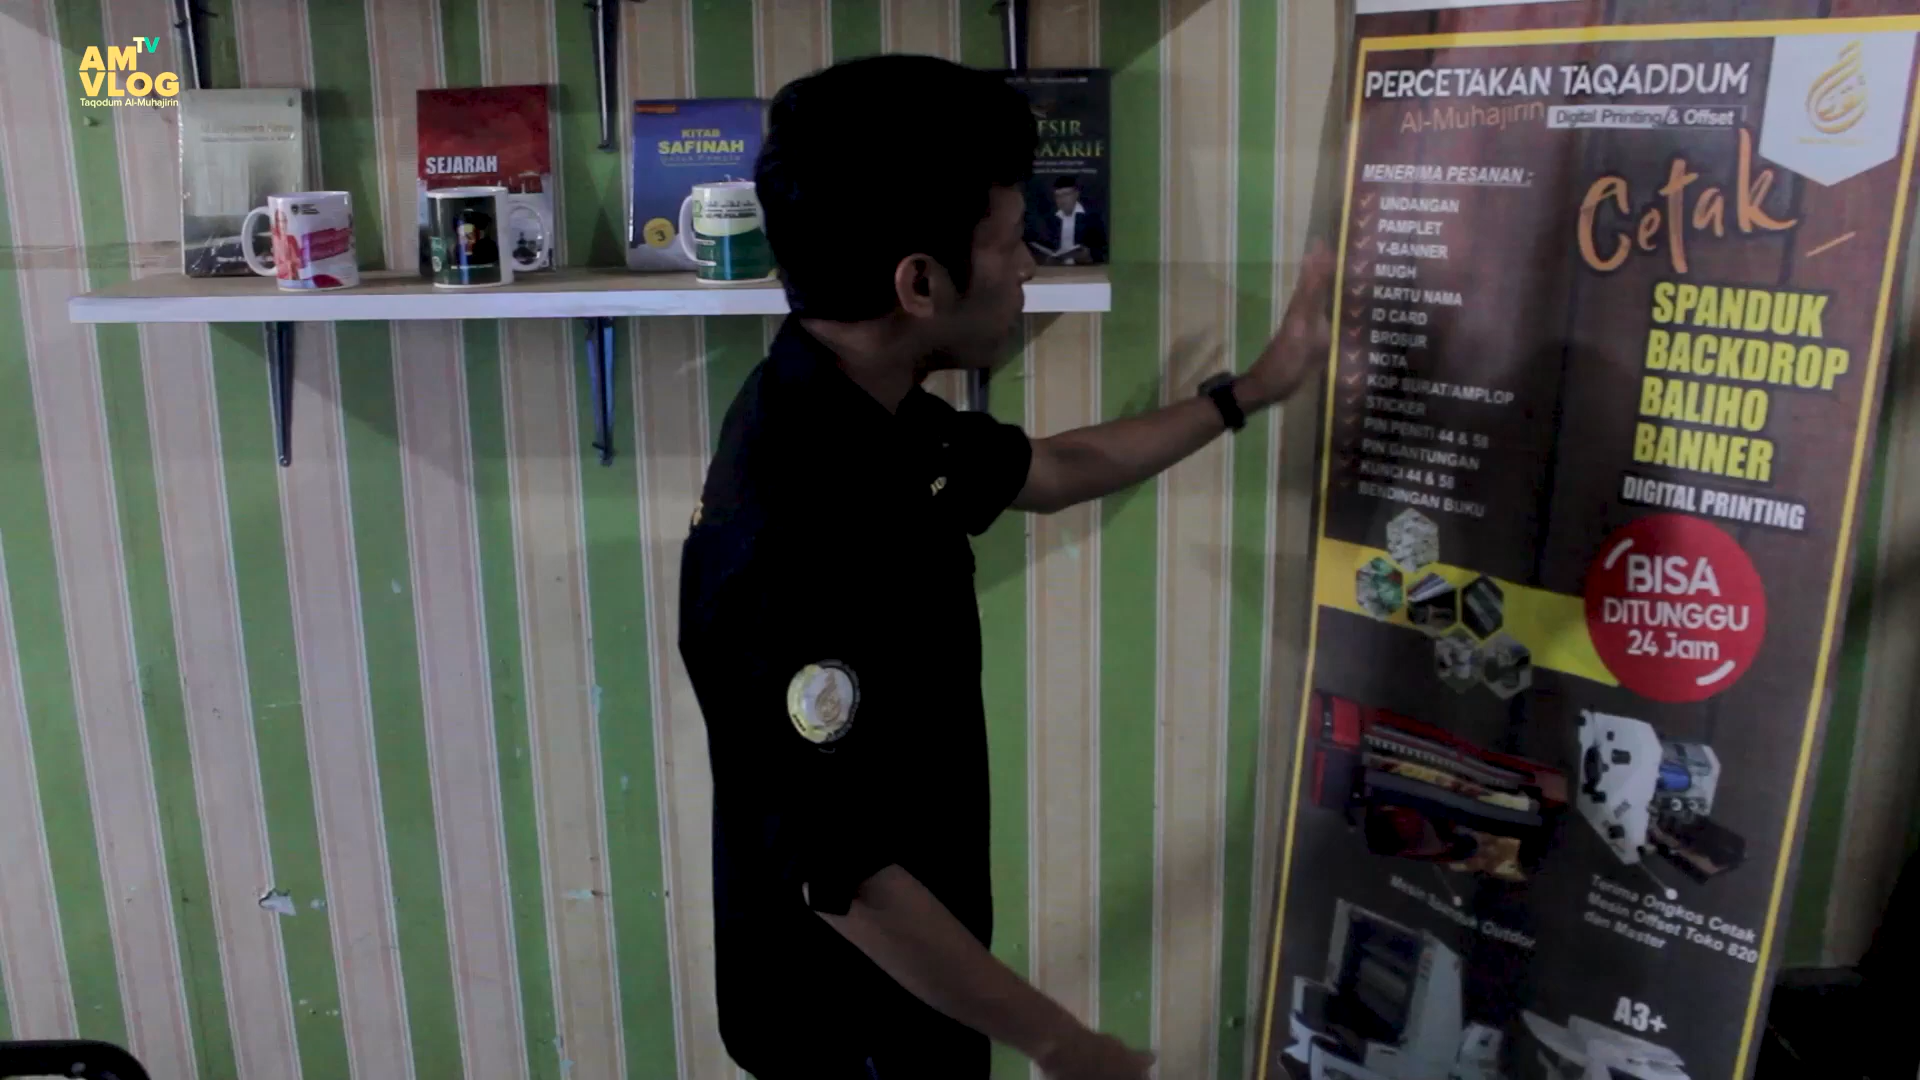 AM TV
VLOG
Taqodum Al-Muhajirin
SEJARAH
KITAB
SAFINAH
3
PERCETAKAN TAQADDUM
Al-Muhajirin Digital Printing & Offset
MENERIMA PESANAN :
UNDANGAN
PAMPLET
Y-BANNER
MUGH
KARTU NAMA
ID CARD
BROSUR
NOTA
KOP SURAT/AMPLOP
STICKER
PIN PENITI 44 & 58
PIN GANTUNGAN
KUNCI 44 & 58
BENDINGAN BUKU
Cetak
SPANDUK
BACKDROP
BALIHO
BANNER
DIGITAL PRINTING
BISA
DITUNGGU
24 Jam
Mesin Spanduk Outdor
Terima Ongkos Cetak
Mesin Offset Toko 820
dan Master
A3+